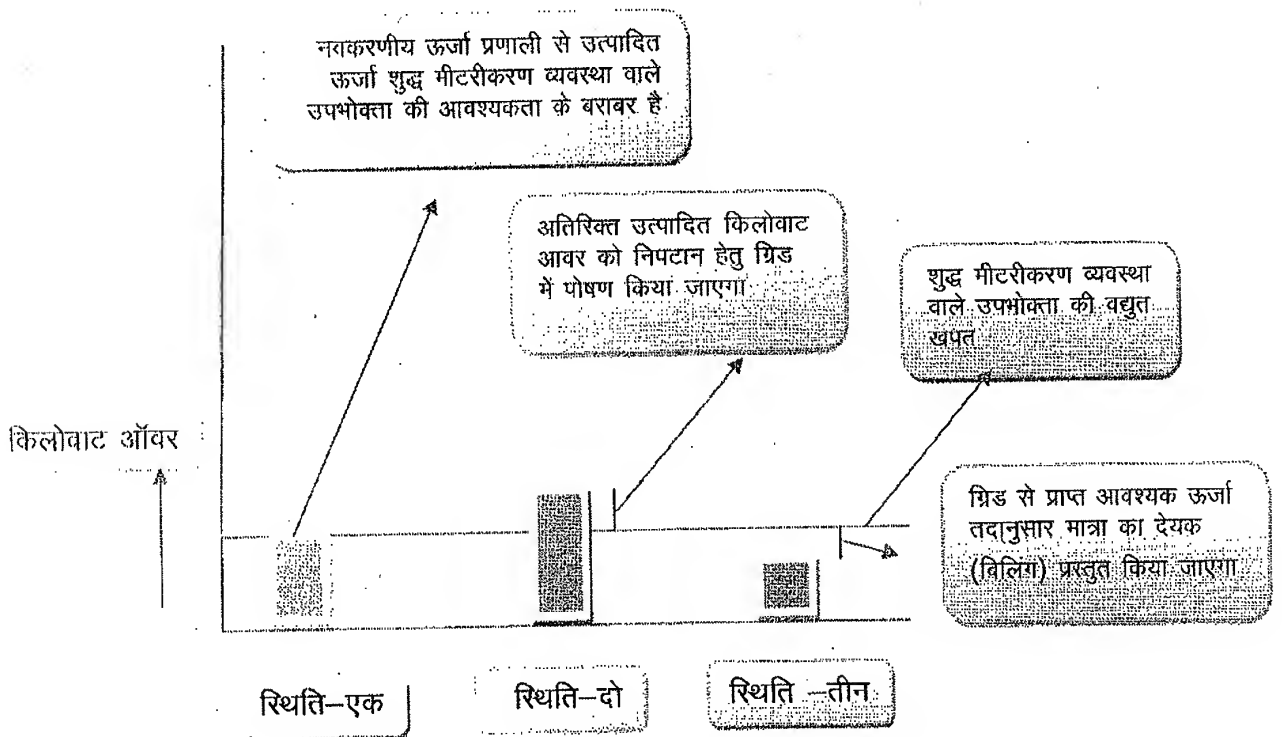 नवकरणीय ऊर्जा प्रणाली से उत्पादित
ऊर्जा शुद्ध मीटरीकरण व्यवस्था वाले
उपभोक्ता की आवश्यकता के बराबर है
अतिरिक्त उत्पादित किलोवाट
आवर को निपटान हेतु ग्रिड
में पोषण किया जाएगा
शुद्ध मीटरीकरण व्यवस्था
वाले उपभोक्ता की वद्युत
खपत
किलोवाट ऑवर
ग्रिड से प्राप्त आवश्यक ऊर्जा
तदानुसार मात्रा का देयक
(बिलिंग) प्रस्तुत किया जाएगा
स्थिति-एक
स्थिति-दो
स्थिति -तीन